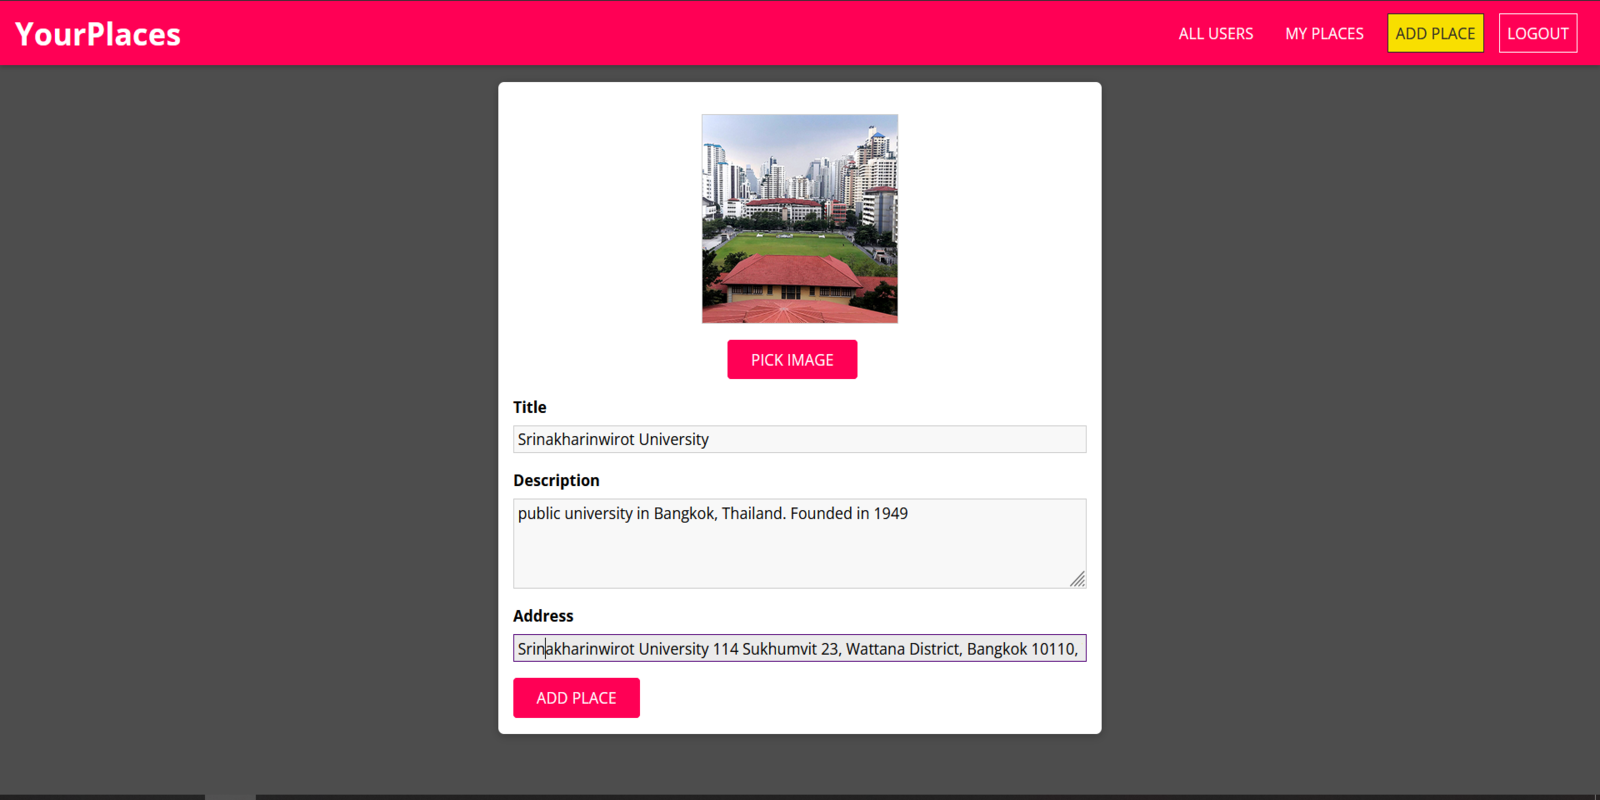 YourPlaces
ALL USERS MY PLACES ADD PLACE LOGOUT
PICK IMAGE
Title
Srinakharinwirot University
Description
public university in Bangkok, Thailand. Founded in 1949
Address
Srinakharinwirot University 114 Sukhumvit 23, Wattana District, Bangkok 10110,
ADD PLACE